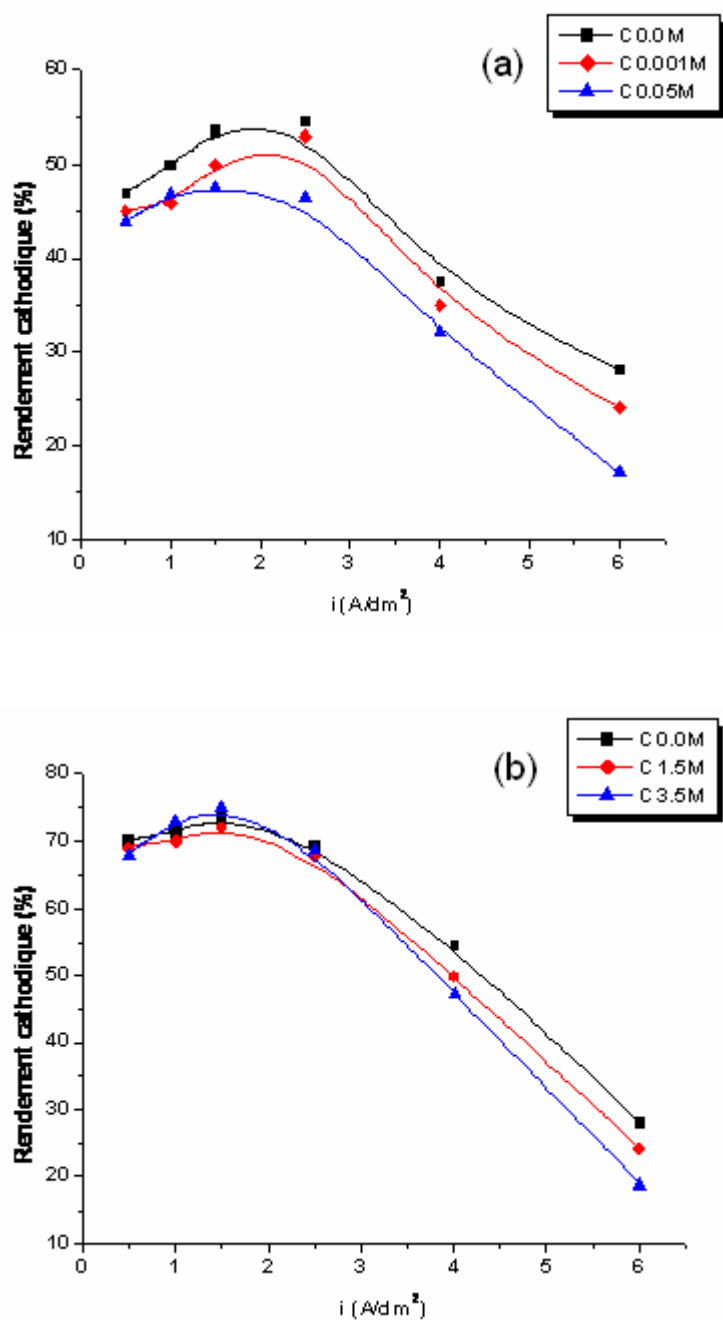 (a)
C 0.0M
C 0.001M
C 0.05M
Rendement cathodique (%)
60
50
40
30
20
10
0 1 2 3 4 5 6
i ( A/dm²)
(b)
C 0.0M
C 1.5M
C 3.5M
Rendement cathodique (%)
80
70
60
50
40
30
20
10
0 1 2 3 4 5 6
i (A/dm²)